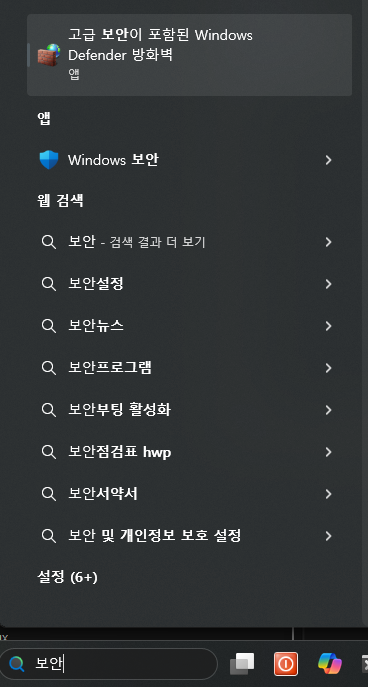 고급 보안이 포함된 Windows
Defender 방화벽
앱
앱
Windows 보안
웹 검색
보안 - 검색 결과 더 보기
보안설정
보안뉴스
보안프로그램
보안부팅 활성화
보안점검표 hwp
보안서약서
보안 및 개인정보 보호 설정
설정 (6+)
보안